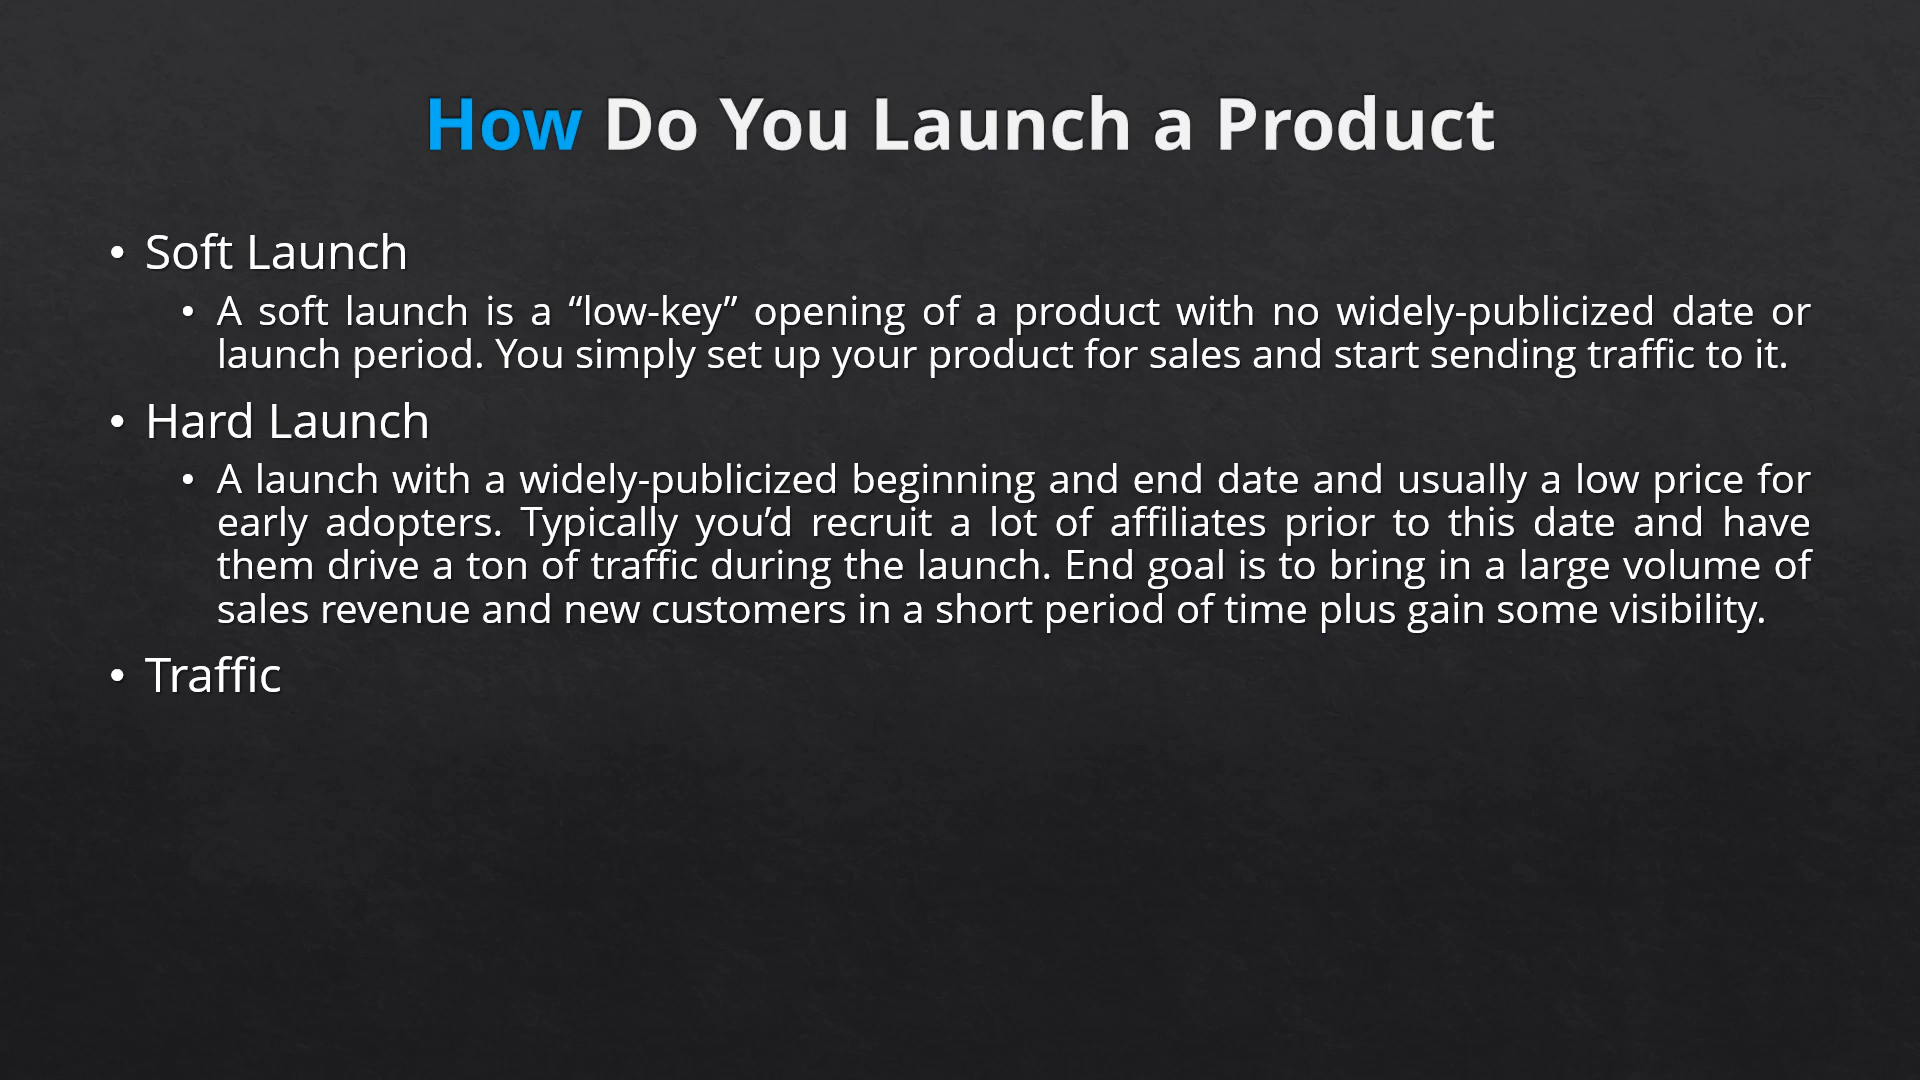 How Do You Launch a Product
• Soft Launch
• A soft launch is a “low-key” opening of a product with no widely-publicized date or
launch period. You simply set up your product for sales and start sending traffic to it.
• Hard Launch
• A launch with a widely-publicized beginning and end date and usually a low price for
early adopters. Typically you’d recruit a lot of affiliates prior to this date and have
them drive a ton of traffic during the launch. End goal is to bring in a large volume of
sales revenue and new customers in a short period of time plus gain some visibility.
• Traffic